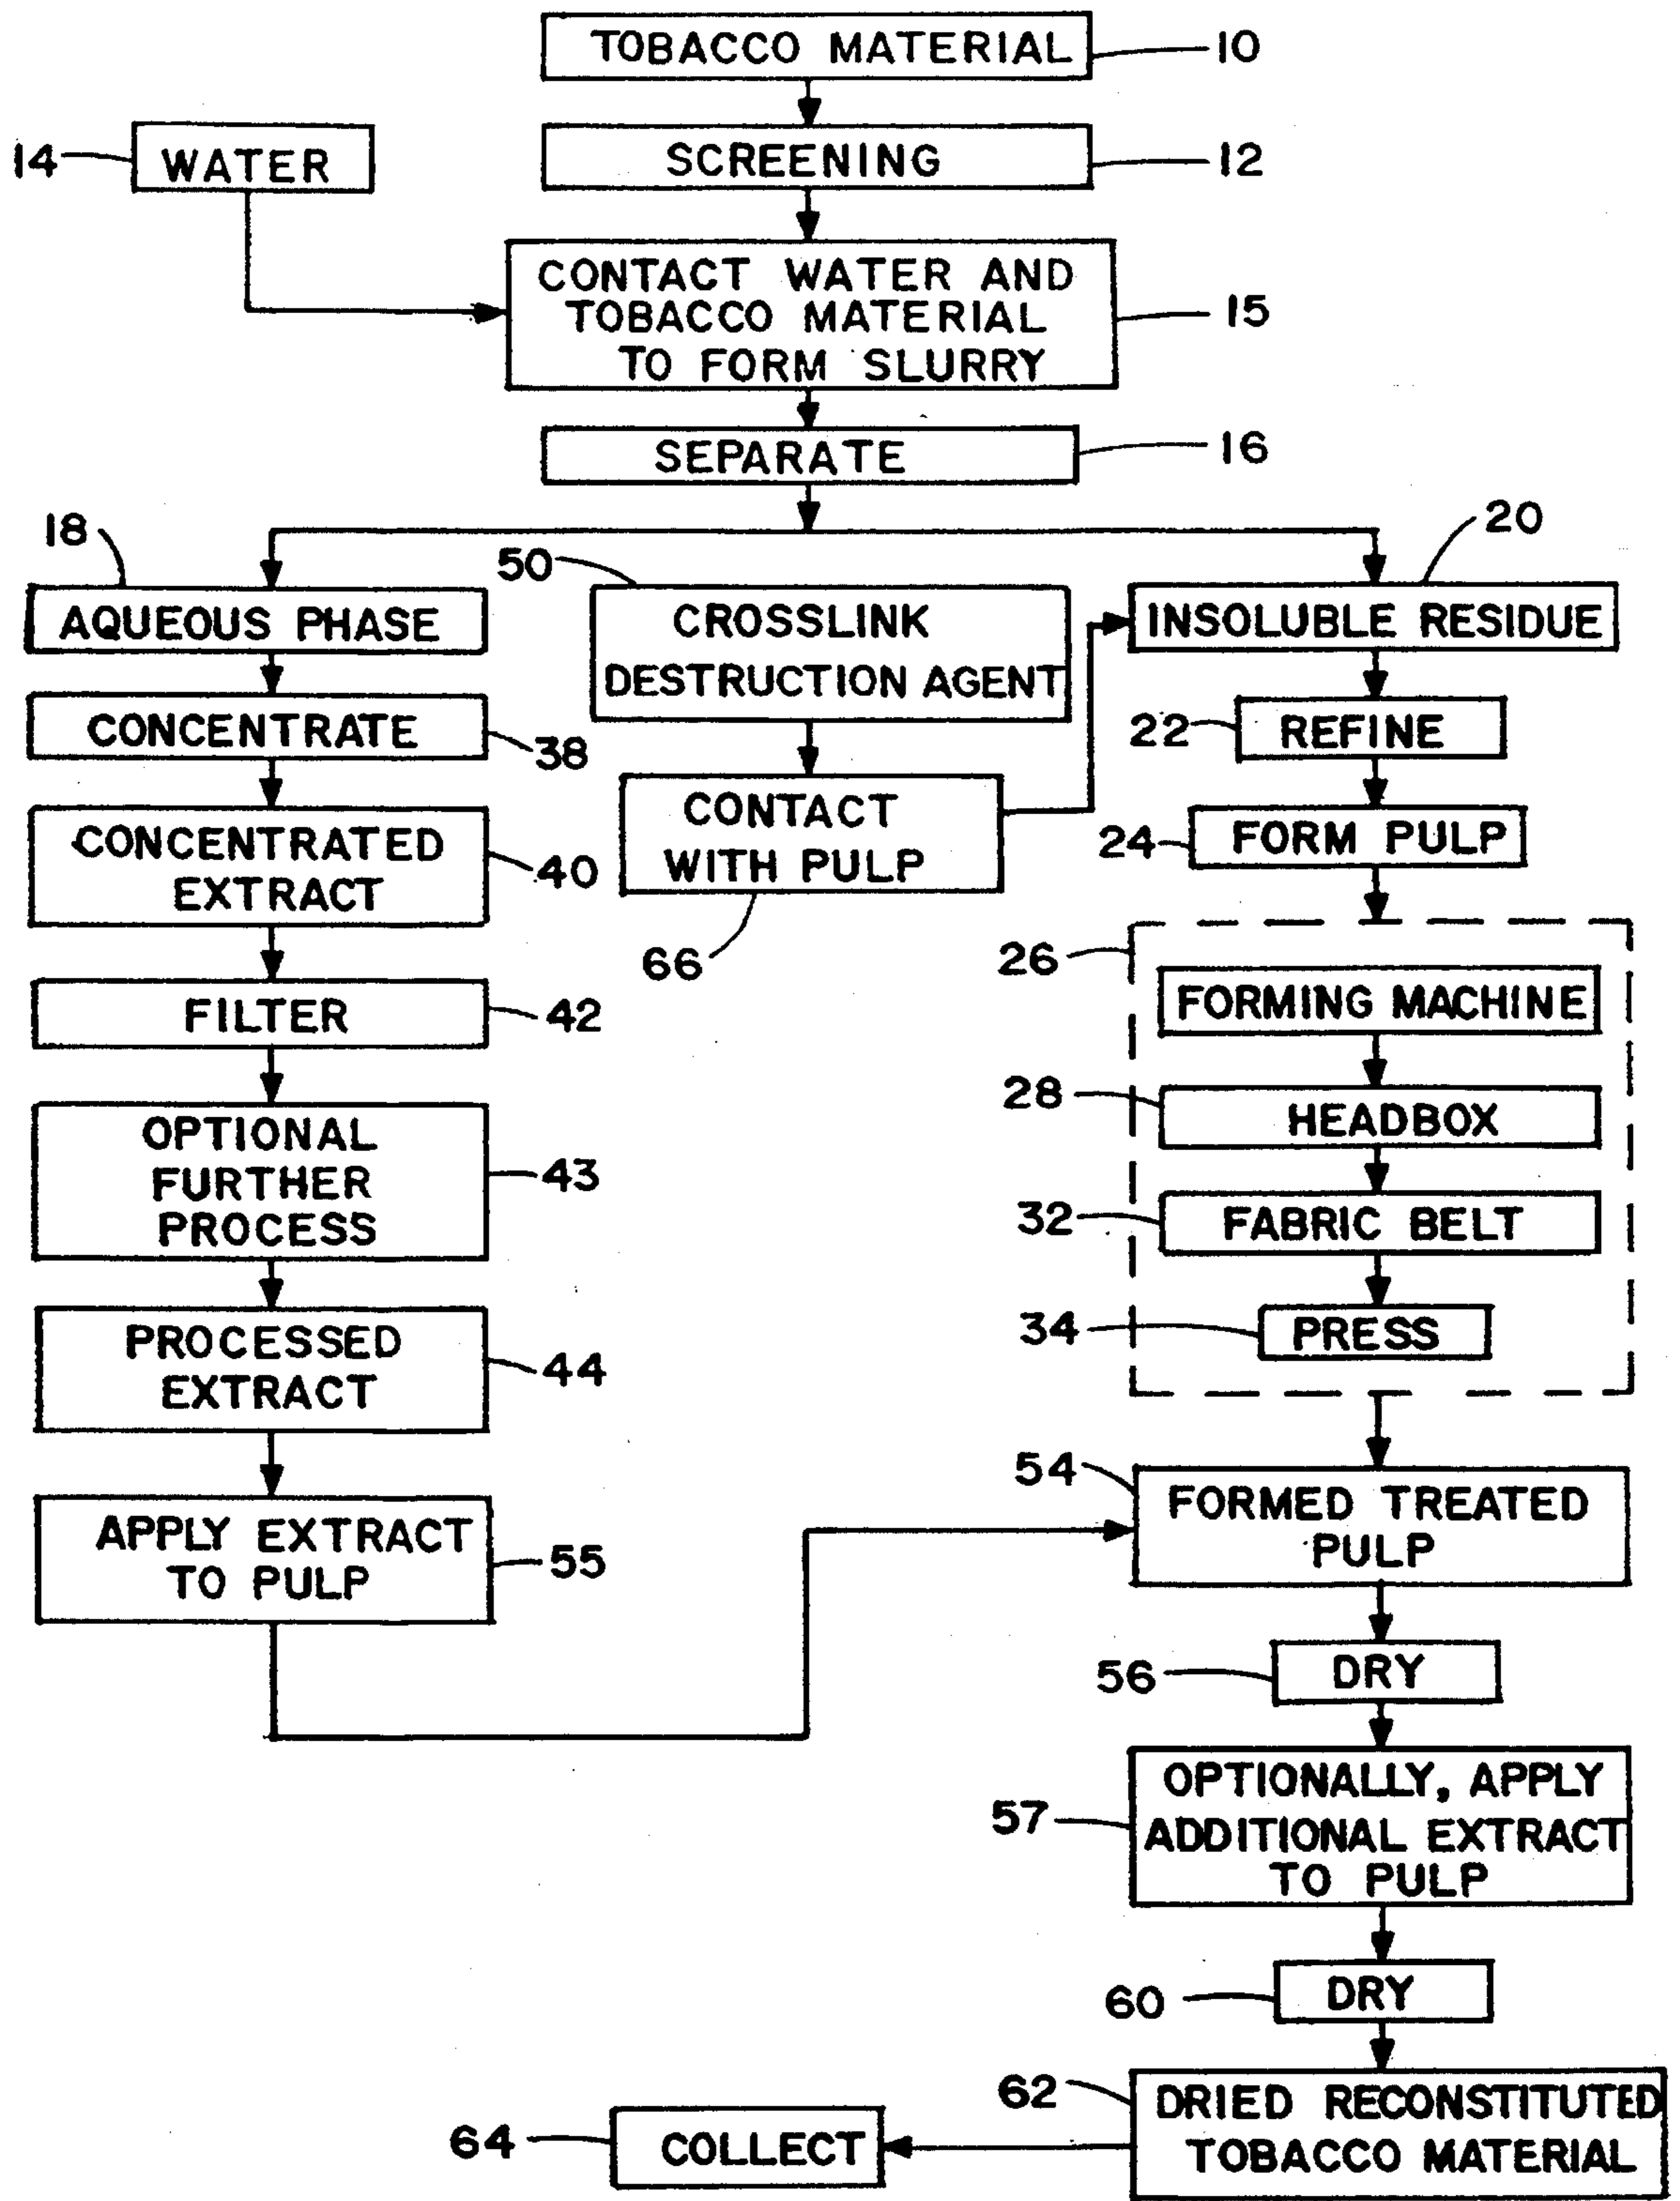 TOBACCO MATERIAL
10
SCREENING
12
14
WATER
CONTACT WATER AND
TOBACCO MATERIAL
TO FORM SLURRY
15
SEPARATE
16
18
AQUEOUS PHASE
CONCENTRATE
38
CONCENTRATED
EXTRACT
40
FILTER
42
OPTIONAL
FURTHER
PROCESS
43
PROCESSED
EXTRACT
44
APPLY EXTRACT
TO PULP
55
50
CROSSLINK
DESTRUCTION AGENT
CONTACT
WITH PULP
66
20
INSOLUBLE RESIDUE
22
REFINE
24
FORM PULP
26
FORMING MACHINE
28
HEADBOX
32
FABRIC BELT
34
PRESS
54
FORMED TREATED
PULP
56
DRY
57
OPTIONALLY, APPLY
ADDITIONAL EXTRACT
TO PULP
60
DRY
62
DRIED RECONSTITUTED
TOBACCO MATERIAL
64
COLLECT